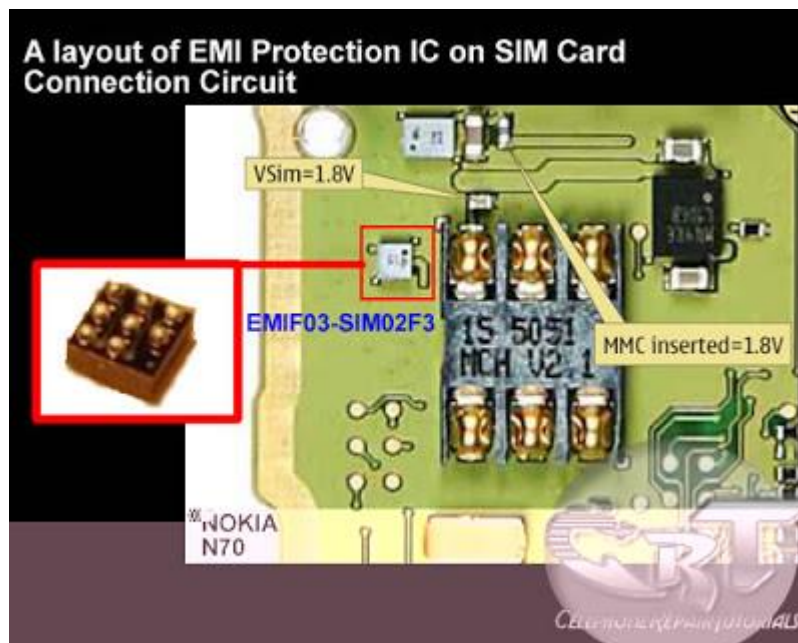 A layout of EMI Protection IC on SIM Card
Connection Circuit
VSim=1.8V
EMIF03-SIM02F3
1S 5051
MCH V2 1
MMC inserted=1.8V
NOKIA
N70
CRT
CELLPHONEREPAIRTUTORIALS